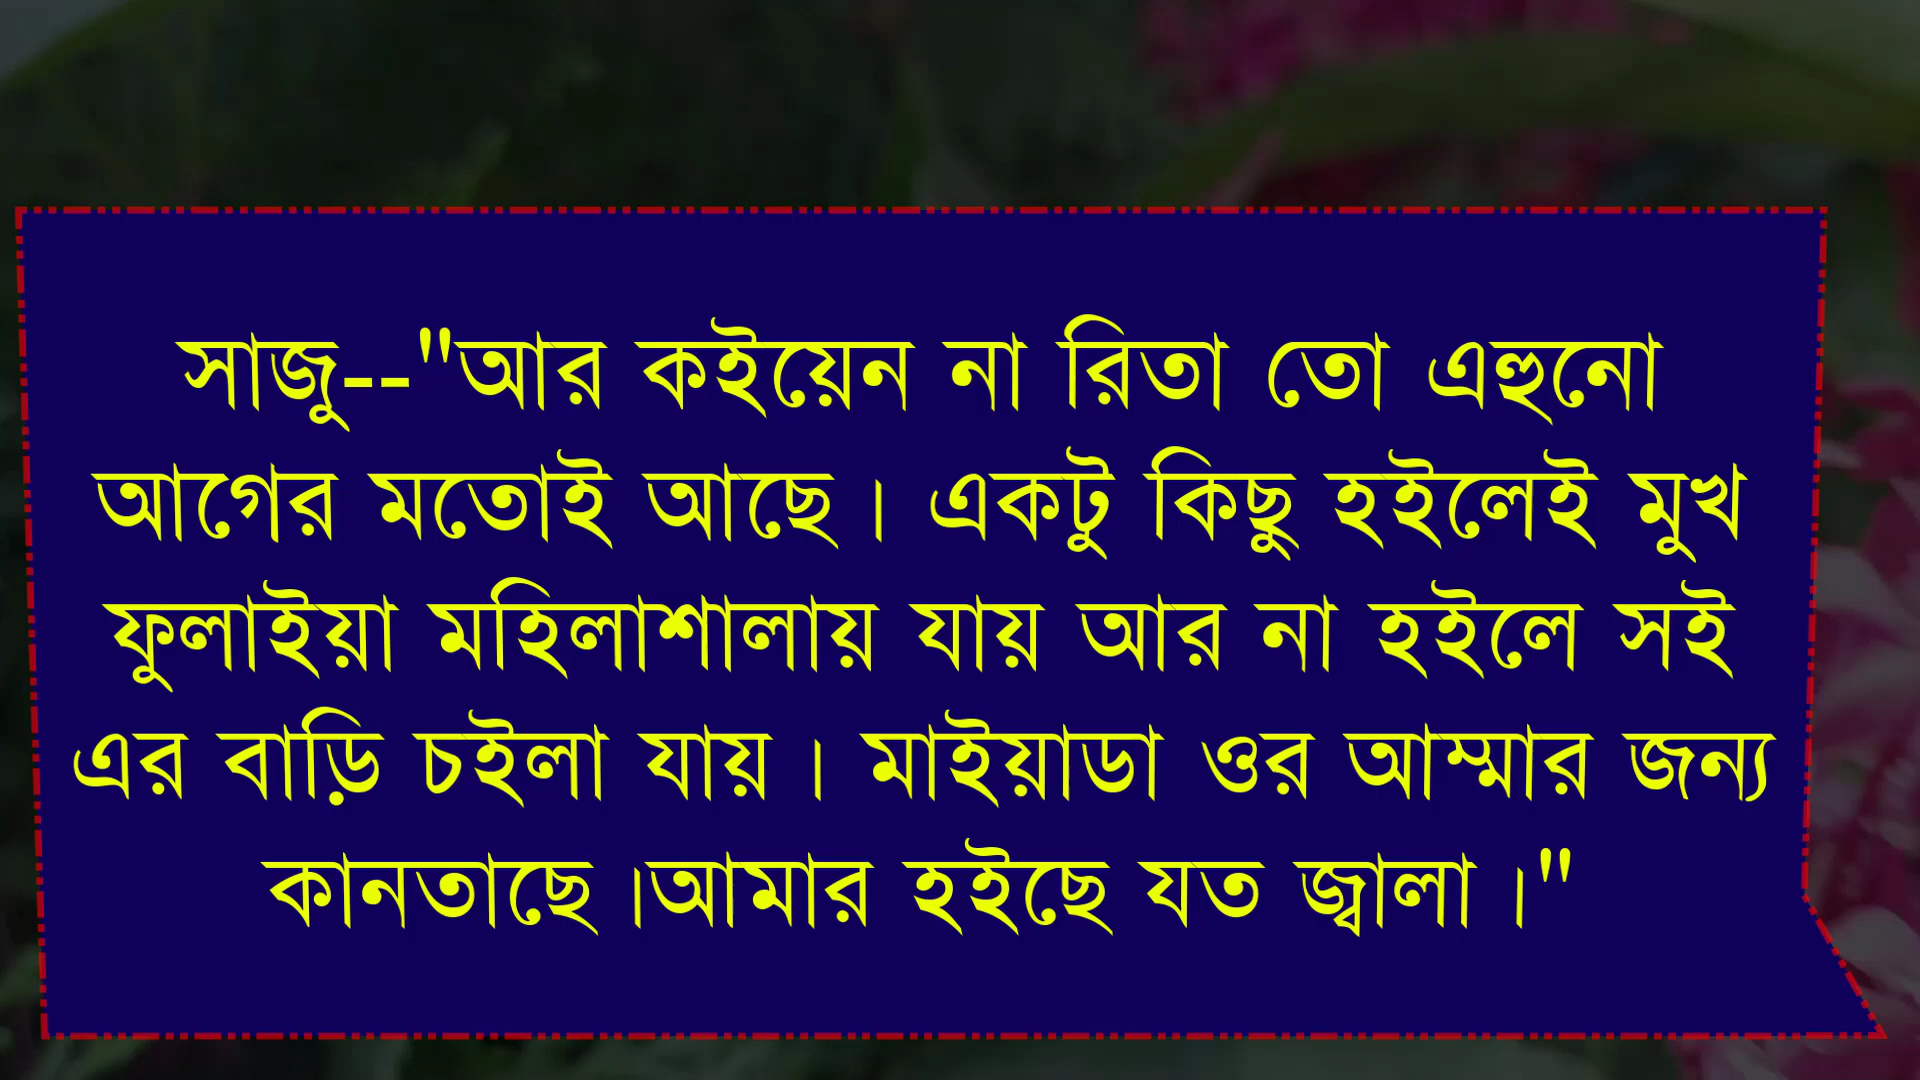 সাজু--"আর কইয়েন না রিতা তো এহুনো
আগের মতোই আছে। একটু কিছু হইলেই মুখ
ফুলাইয়া মহিলাশালায় যায় আর না হইলে সই
এর বাড়ি চইলা যায়। মাইয়াডা ওর আম্মার জন্য
কানতাছে।আমার হইছে যত জ্বালা।"